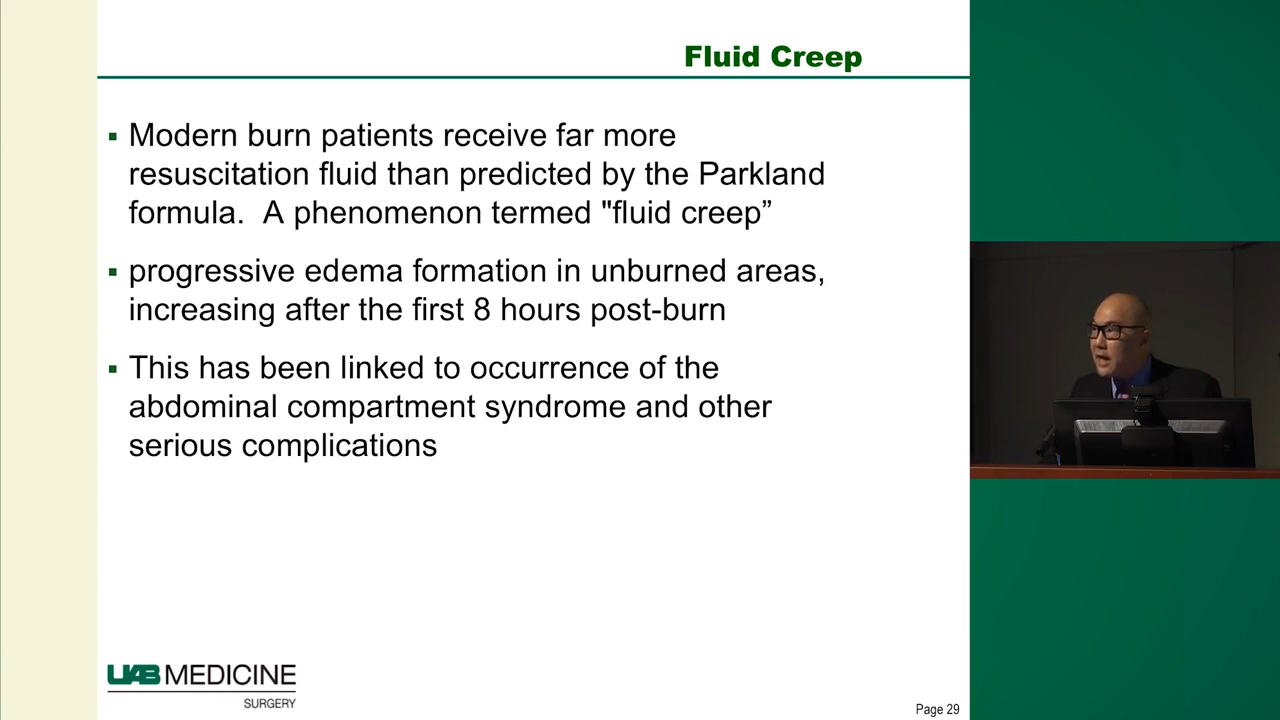 Fluid Creep
▪ Modern burn patients receive far more
resuscitation fluid than predicted by the Parkland
formula.  A phenomenon termed "fluid creep”
▪ progressive edema formation in unburned areas,
increasing after the first 8 hours post-burn
▪ This has been linked to occurrence of the
abdominal compartment syndrome and other
serious complications
UAB MEDICINE
SURGERY
Page 29